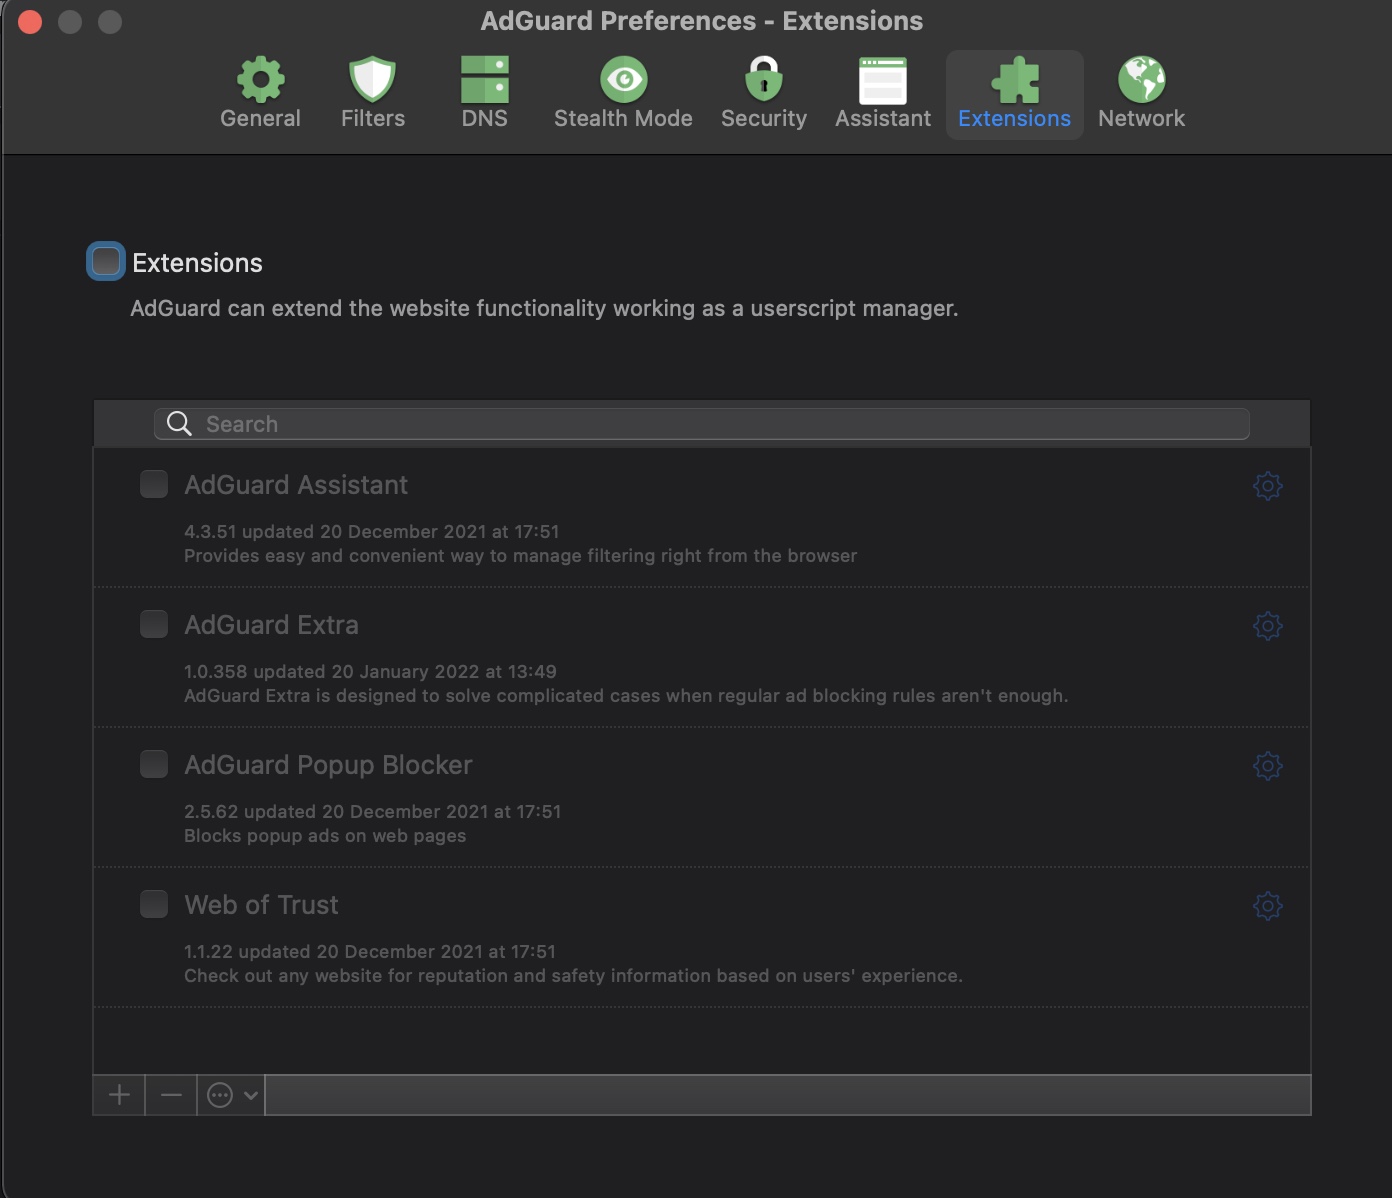 AdGuard Preferences - Extensions
General
Filters
DNS
Stealth Mode
Security
Assistant
Extensions
Network
Extensions
AdGuard can extend the website functionality working as a userscript manager.
Search
AdGuard Assistant
4.3.51 updated 20 December 2021 at 17:51
Provides easy and convenient way to manage filtering right from the browser
AdGuard Extra
1.0.358 updated 20 January 2022 at 13:49
AdGuard Extra is designed to solve complicated cases when regular ad blocking rules aren't enough.
AdGuard Popup Blocker
2.5.62 updated 20 December 2021 at 17:51
Blocks popup ads on web pages
Web of Trust
1.1.22 updated 20 December 2021 at 17:51
Check out any website for reputation and safety information based on users' experience.